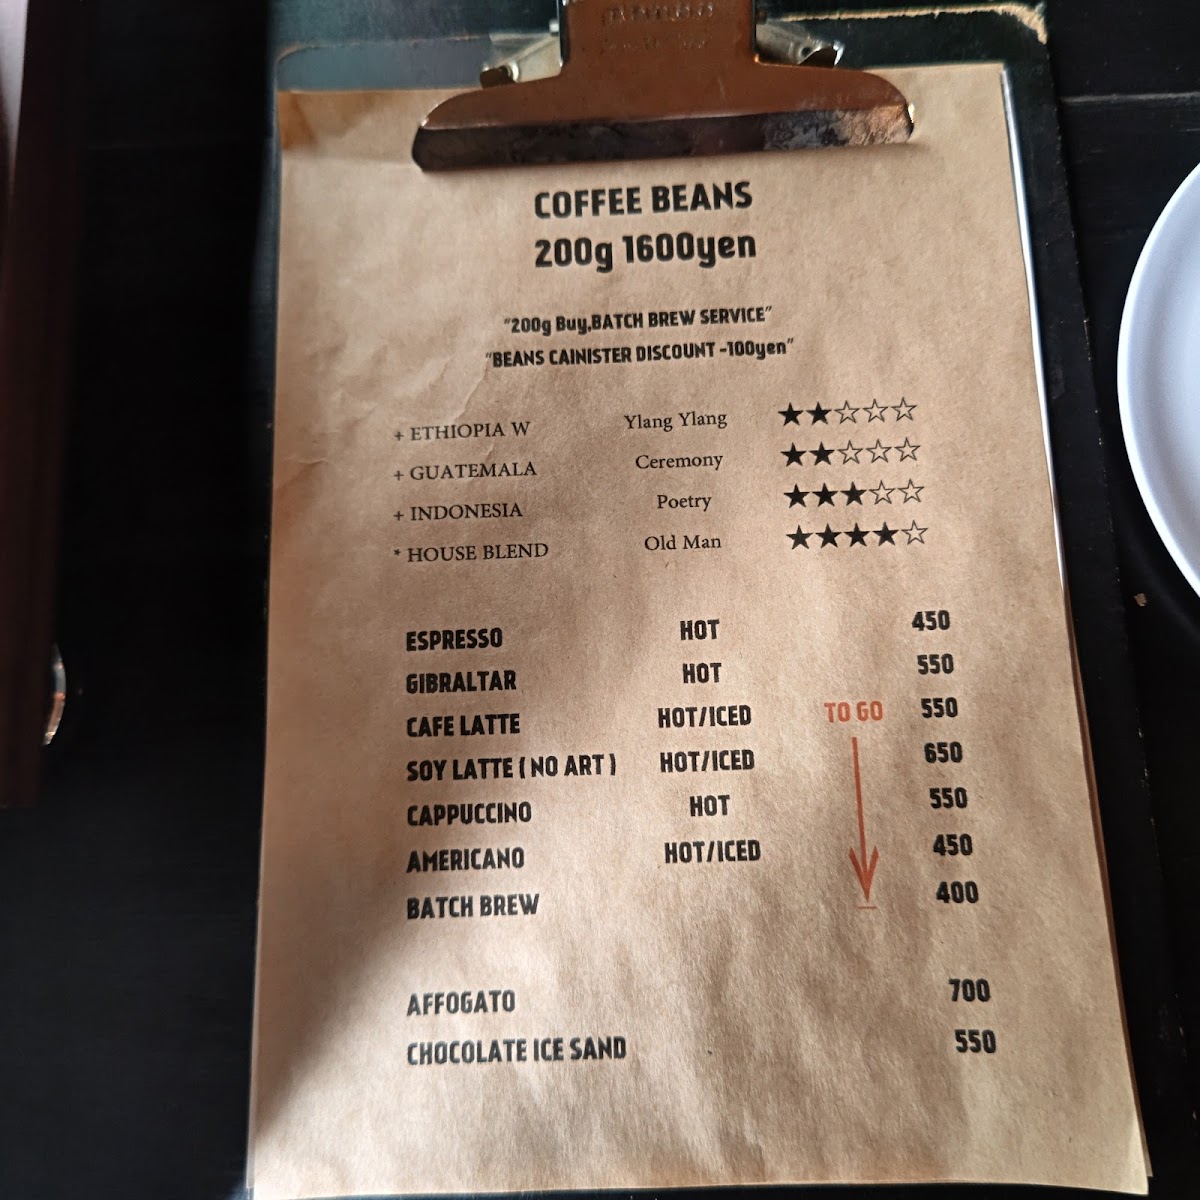 COFFEE BEANS
200g 1600yen
"200g Buy,BATCH BREW SERVICE"
"BEANS CAINISTER DISCOUNT -100yen"
+ ETHIOPIA W Ylang Ylang ★★☆☆☆
+ GUATEMALA Ceremony ★★☆☆☆
+ INDONESIA Poetry ★★★☆☆
* HOUSE BLEND Old Man ★★★★☆
ESPRESSO HOT 450
GIBRALTAR HOT 550
CAFE LATTE HOT/ICED TO GO 550
SOY LATTE ( NO ART ) HOT/ICED 650
CAPPUCCINO HOT 550
AMERICANO HOT/ICED 450
BATCH BREW 400
AFFOGATO 700
CHOCOLATE ICE SAND 550